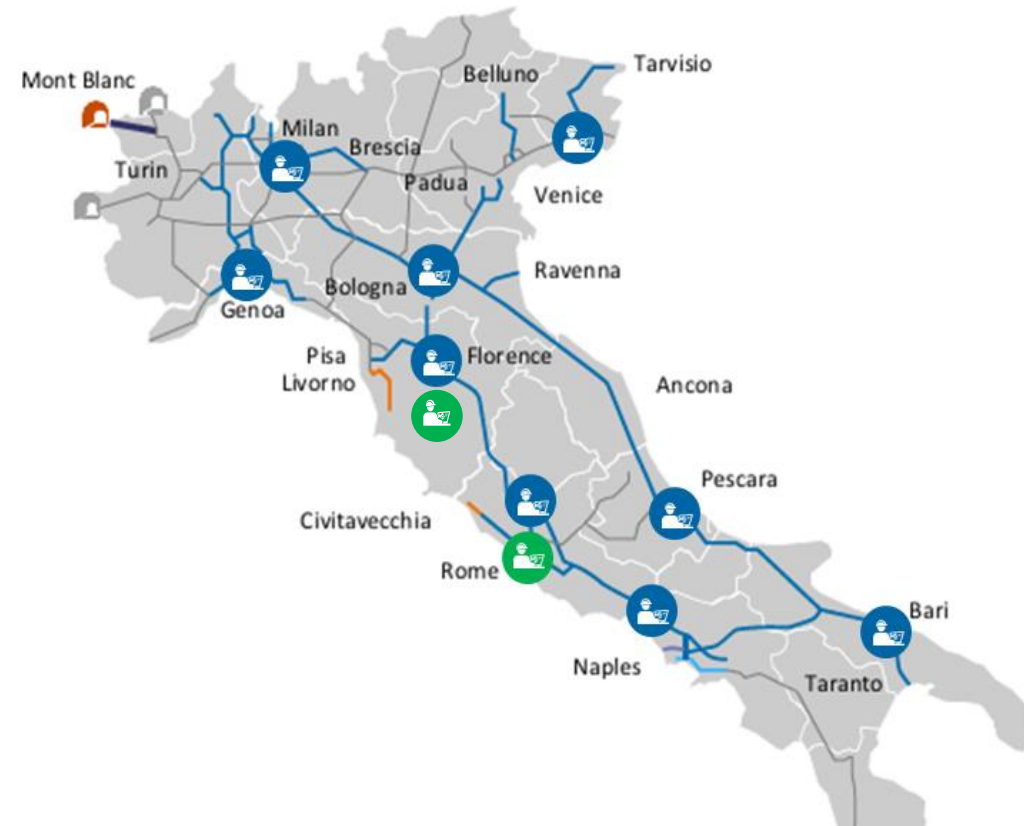 Tarvisio
Belluno
Mont Blanc
Milan
Brescia
Turin
Padua
Venice
Ravenna
Bologna
Genoa
Pisa
Florence
Livorno
Ancona
Pescara
Civitavecchia
Rome
Bari
Naples
Taranto